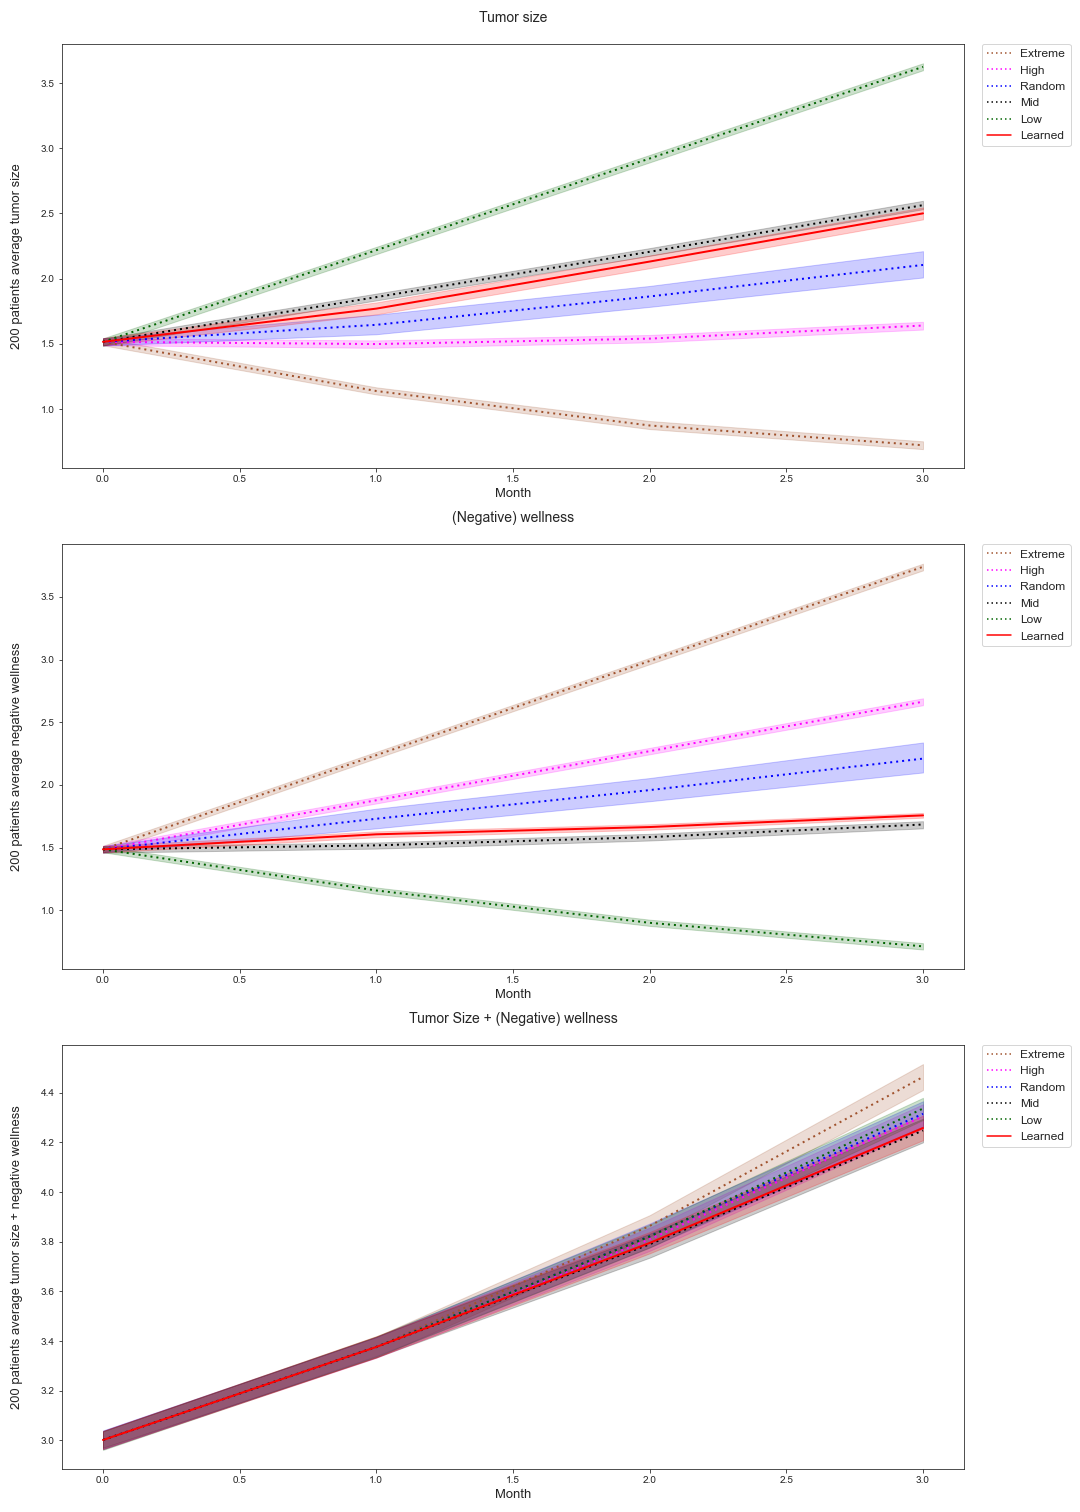 Tumor size
3.5
3.0
2.5
2.0
1.5
1.0
200 patients average tumor size
0.0 0.5 1.0 1.5 2.0 2.5 3.0
Month
Extreme
High
Random
Mid
Low
Learned
(Negative) wellness
3.5
3.0
2.5
2.0
1.5
1.0
200 patients average negative wellness
0.0 0.5 1.0 1.5 2.0 2.5 3.0
Month
Extreme
High
Random
Mid
Low
Learned
Tumor Size + (Negative) wellness
4.4
4.2
4.0
3.8
3.6
3.4
3.2
3.0
200 patients average tumor size + negative wellness
0.0 0.5 1.0 1.5 2.0 2.5 3.0
Month
Extreme
High
Random
Mid
Low
Learned